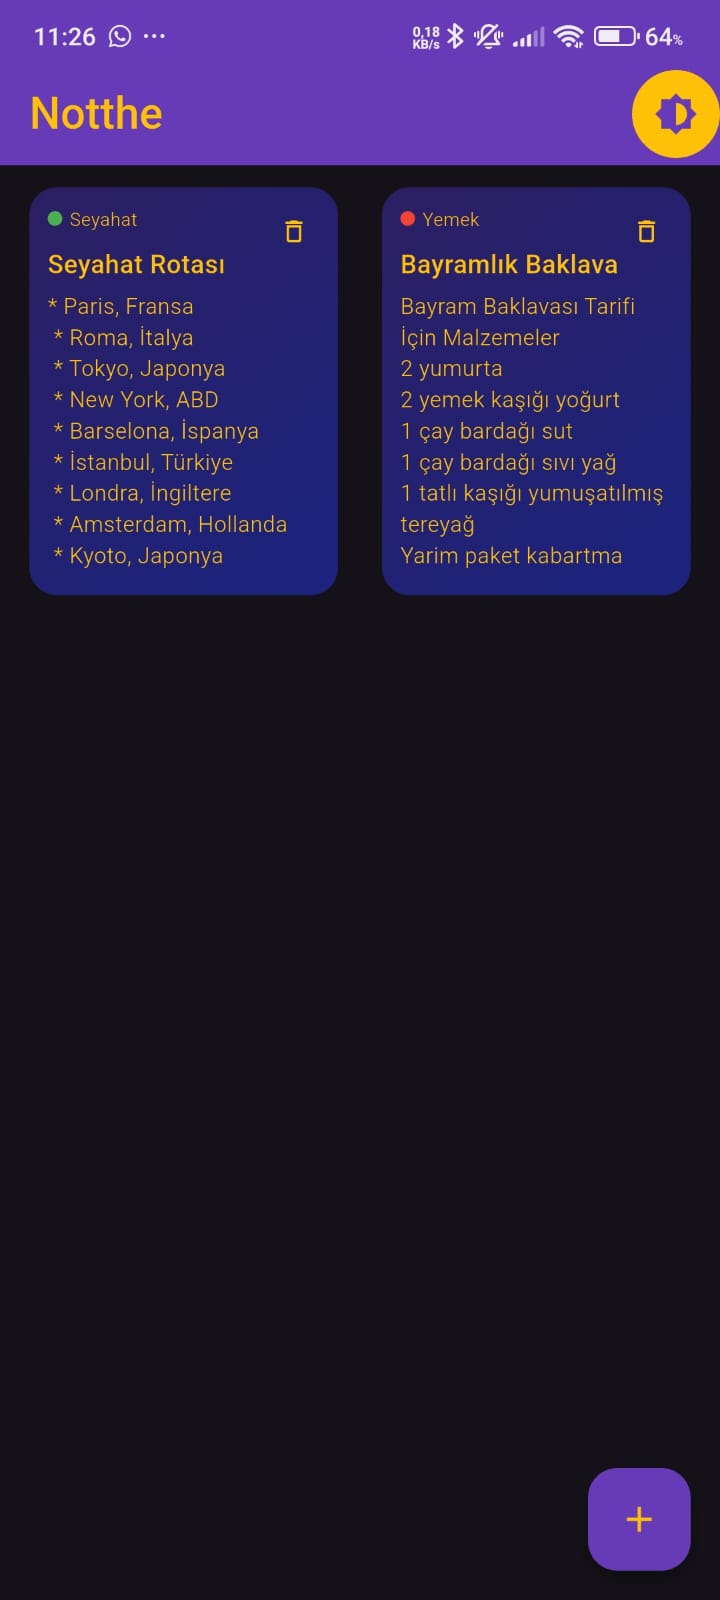 11:26
0,18
KB/s
64%
Notthe
Seyahat
Seyahat Rotası
* Paris, Fransa
* Roma, İtalya
* Tokyo, Japonya
* New York, ABD
* Barselona, İspanya
* İstanbul, Türkiye
* Londra, İngiltere
* Amsterdam, Hollanda
* Kyoto, Japonya
Yemek
Bayramlık Baklava
Bayram Baklavası Tarifi
İçin Malzemeler
2 yumurta
2 yemek kaşığı yoğurt
1 çay bardağı sut
1 çay bardağı sıvı yağ
1 tatlı kaşığı yumuşatılmış
tereyağ
Yarim paket kabartma